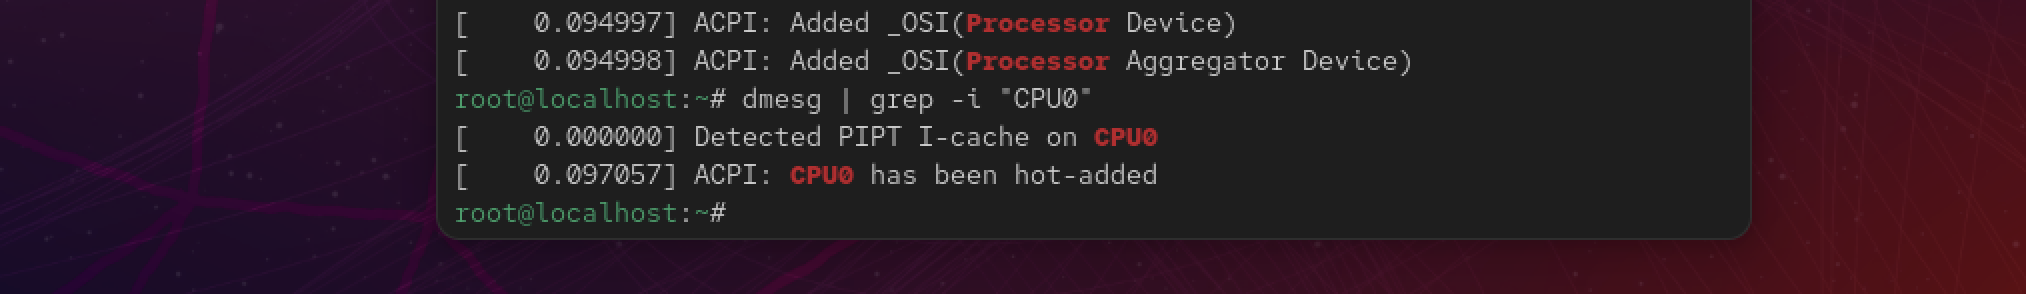 [    0.094997] ACPI: Added _OSI(Processor Device)
[    0.094998] ACPI: Added _OSI(Processor Aggregator Device)
root@localhost:~# dmesg | grep -i "CPU0"
[    0.000000] Detected PIPT I-cache on CPU0
[    0.097057] ACPI: CPU0 has been hot-added
root@localhost:~#